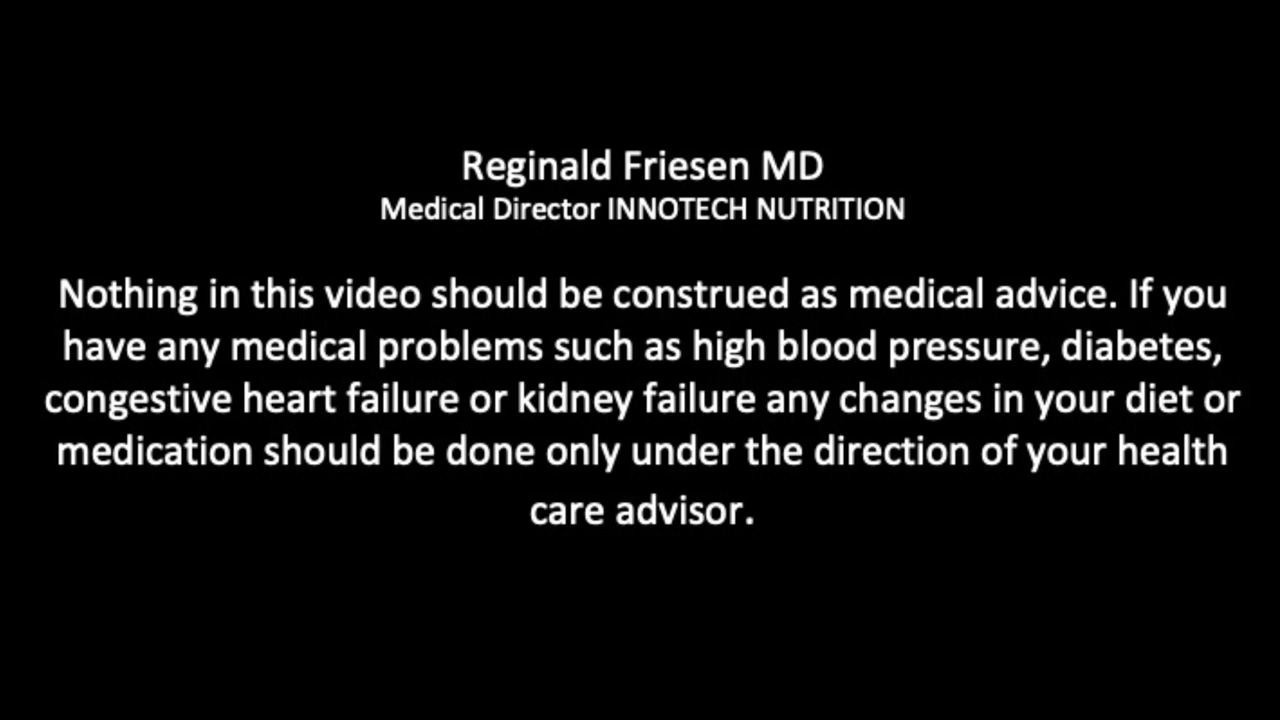 Reginald Friesen MD
Medical Director INNOTECH NUTRITION
Nothing in this video should be construed as medical advice. If you
have any medical problems such as high blood pressure, diabetes,
congestive heart failure or kidney failure any changes in your diet or
medication should be done only under the direction of your health
care advisor.